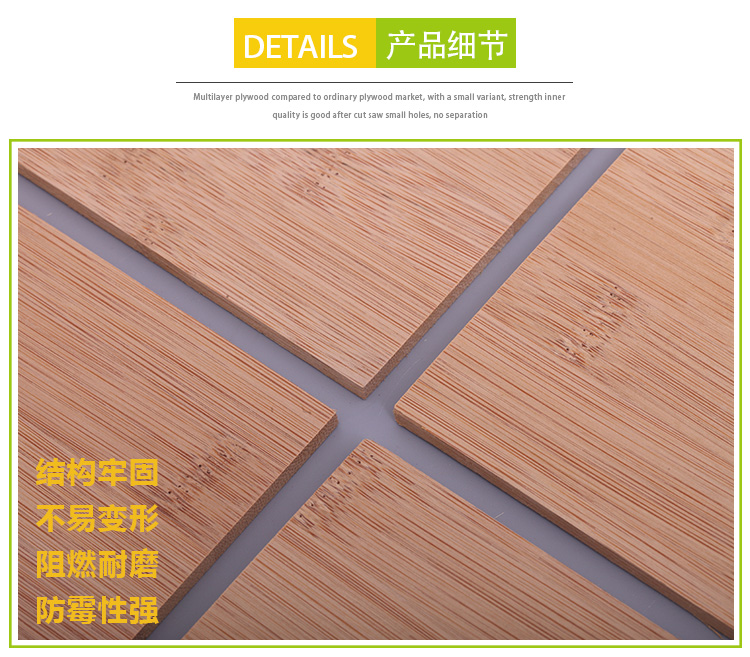 DETAILS 产品细节
Multilayer plywood compared to ordinary plywood market, with a small variant, strength inner
quality is good after cut saw small holes, no separation
结构牢固
不易变形
阻燃耐磨
防霉性强